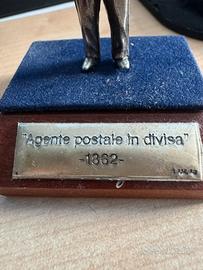 "Agente postale in divisa"
-1862-